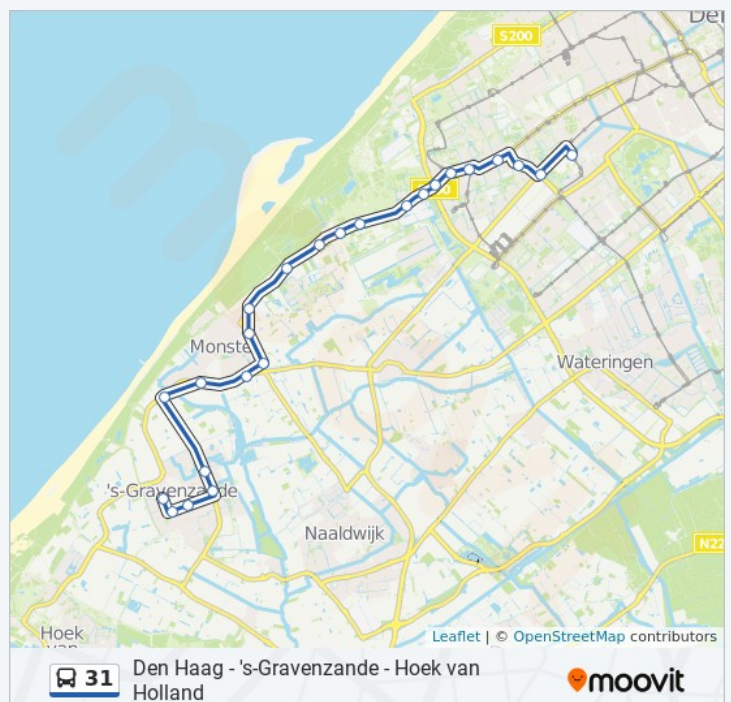 Den
S200
Monster
Wateringen
's-Gravenzande
Naaldwijk
N22
Hoek
van
Leaflet | © OpenStreetMap contributors
31
Den Haag - 's-Gravenzande - Hoek van
Holland
moovit